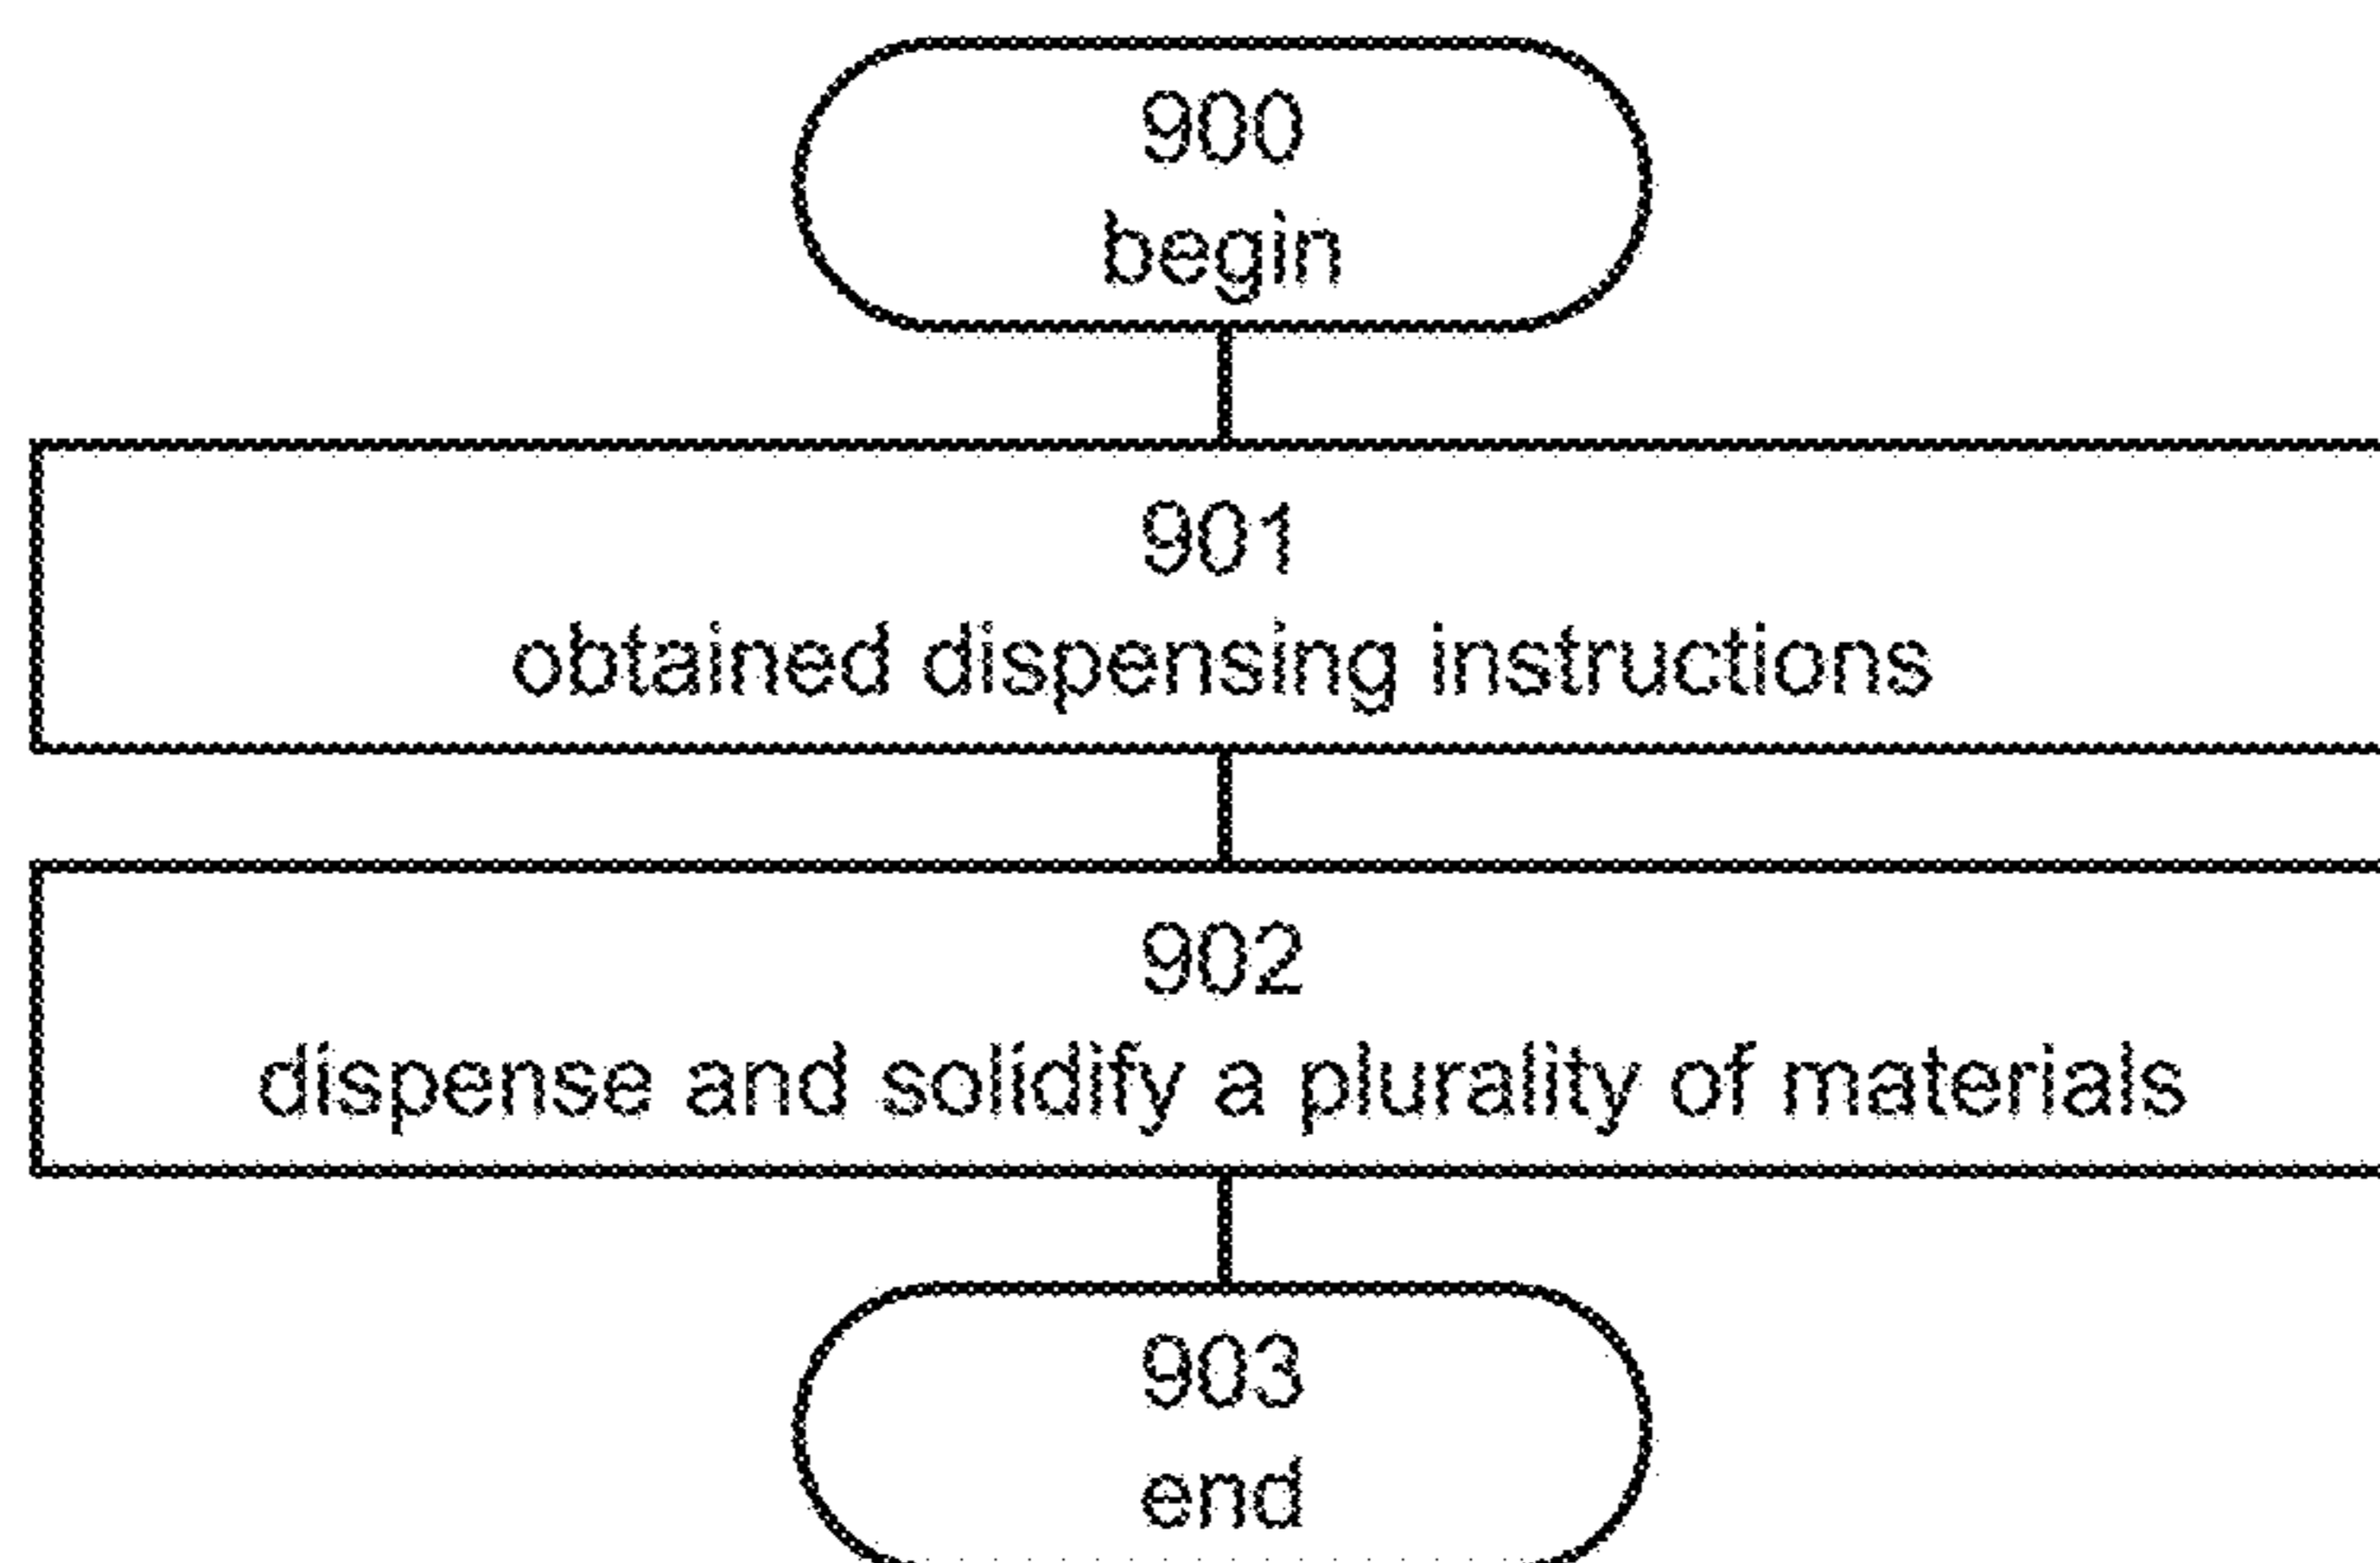 900
begin
901
obtained dispensing instructions
902
dispense and solidify a plurality of materials
903
end